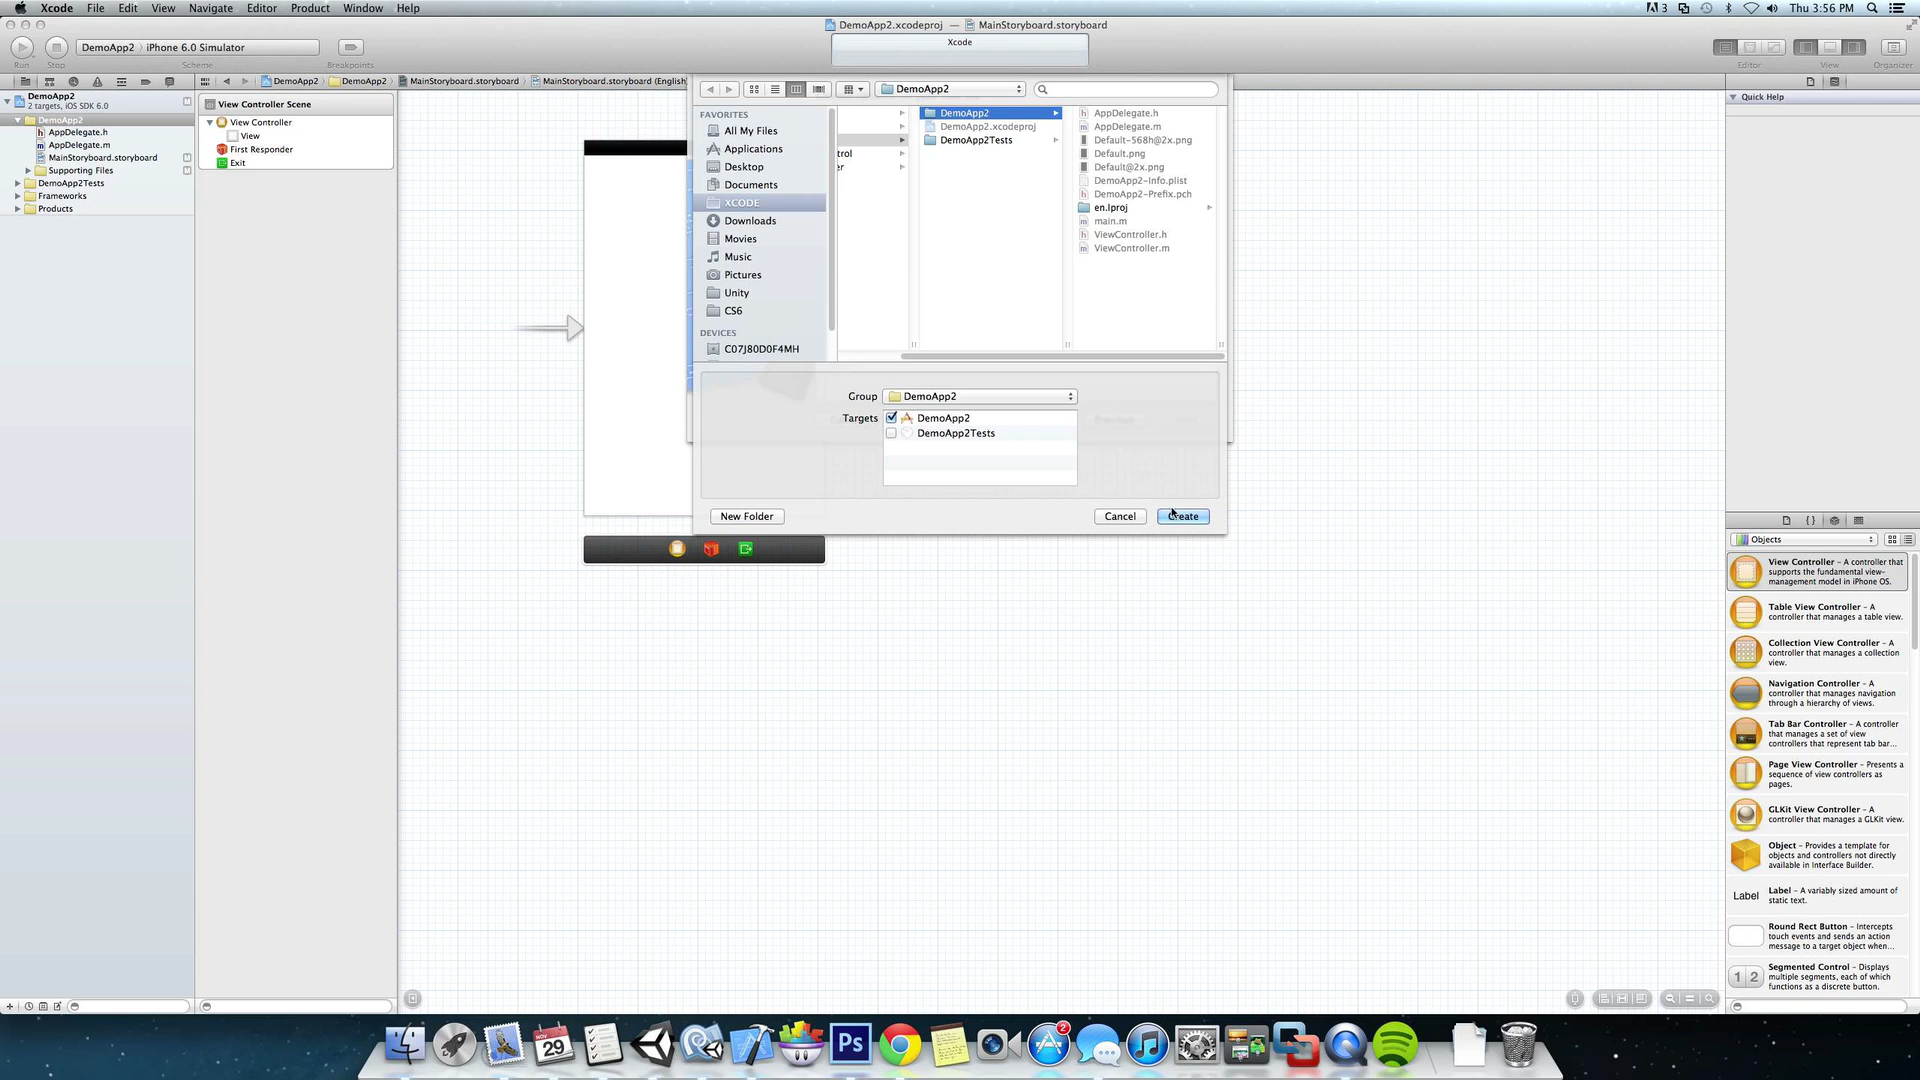 Xcode File Edit View Navigate Editor Product Window Help
3 Thu 3:56 PM
DemoApp2.xcodeproj — MainStoryboard.storyboard
DemoApp2 iPhone 6.0 Simulator
Xcode
Run Stop Scheme Breakpoints
Editor View Organizer
DemoApp2 DemoApp2 MainStoryboard.storyboard MainStoryboard.storyboard (English
DemoApp2
2 targets, iOS SDK 6.0
DemoApp2
AppDelegate.h
AppDelegate.m
MainStoryboard.storyboard
Supporting Files
DemoApp2Tests
Frameworks
Products
View Controller Scene
View Controller
View
First Responder
Exit
DemoApp2
FAVORITES
All My Files
Applications
Desktop
Documents
XCODE
Downloads
Movies
Music
Pictures
Unity
CS6
DEVICES
C07J80D0F4MH
trol
er
DemoApp2
DemoApp2.xcodeproj
DemoApp2Tests
AppDelegate.h
AppDelegate.m
Default-568h@2x.png
Default.png
Default@2x.png
DemoApp2-Info.plist
DemoApp2-Prefix.pch
en.lproj
main.m
ViewController.h
ViewController.m
Group DemoApp2
Targets DemoApp2
DemoApp2Tests
New Folder Cancel Create
Quick Help
Objects
View Controller – A controller that
supports the fundamental view-
management model in iPhone OS.
Table View Controller – A
controller that manages a table view.
Collection View Controller – A
controller that manages a collection
view.
Navigation Controller – A
controller that manages navigation
through a hierarchy of views.
Tab Bar Controller – A controller
that manages a set of view
controllers that represent tab bar...
Page View Controller – Presents a
sequence of view controllers as
pages.
GLKit View Controller – A
controller that manages a GLKit view.
Object – Provides a template for
objects and controllers not directly
available in Interface Builder.
Label Label – A variably sized amount of
static text.
Round Rect Button – Intercepts
touch events and sends an action
message to a target object when...
1 2 Segmented Control – Displays
multiple segments, each of which
functions as a discrete button.
NOV
29
Ps
2